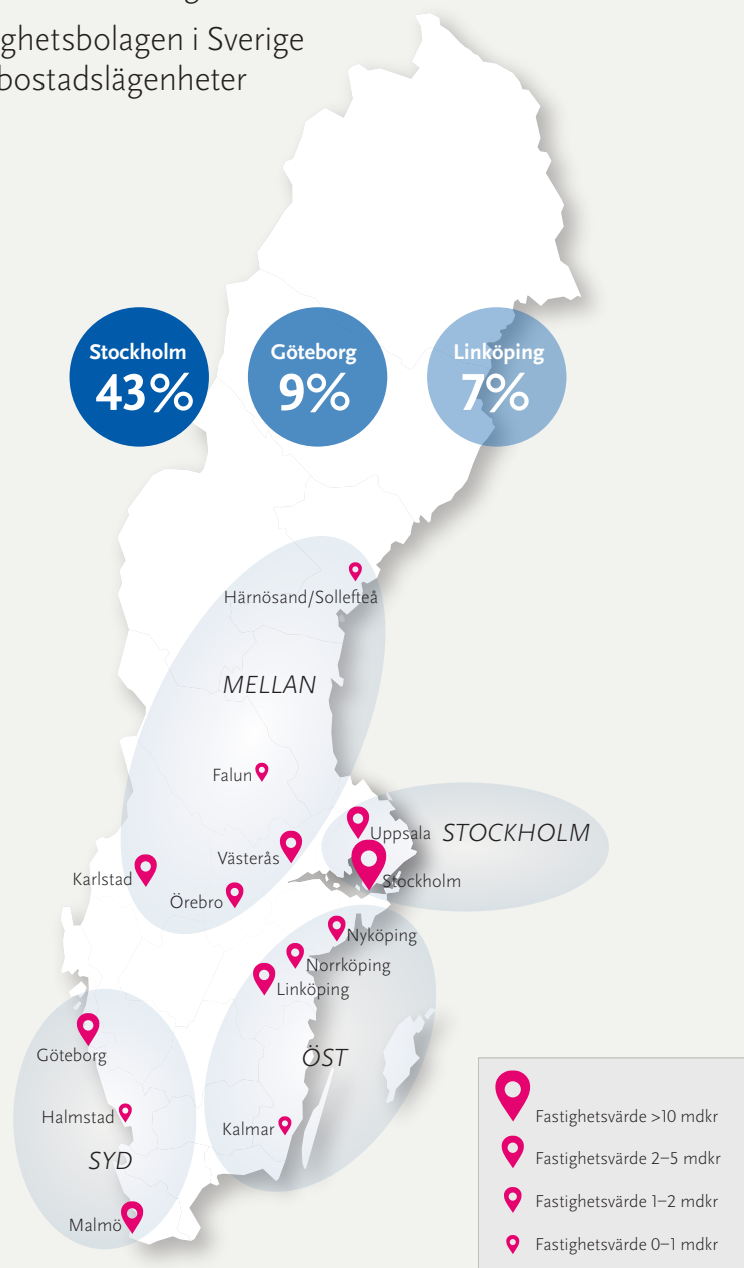 ghetsbolagen i Sverige
bostadslägenheter
Stockholm
43%
Göteborg
9%
Linköping
7%
Härnösand/Sollefteå
MELLAN
Falun
Uppsala
STOCKHOLM
Västerås
Karlstad
Stockholm
Örebro
Nyköping
Norrköping
Linköping
Göteborg
ÖST
Halmstad
Kalmar
SYD
Malmö
Fastighetsvärde >10 mdkr
Fastighetsvärde 2–5 mdkr
Fastighetsvärde 1–2 mdkr
Fastighetsvärde 0–1 mdkr